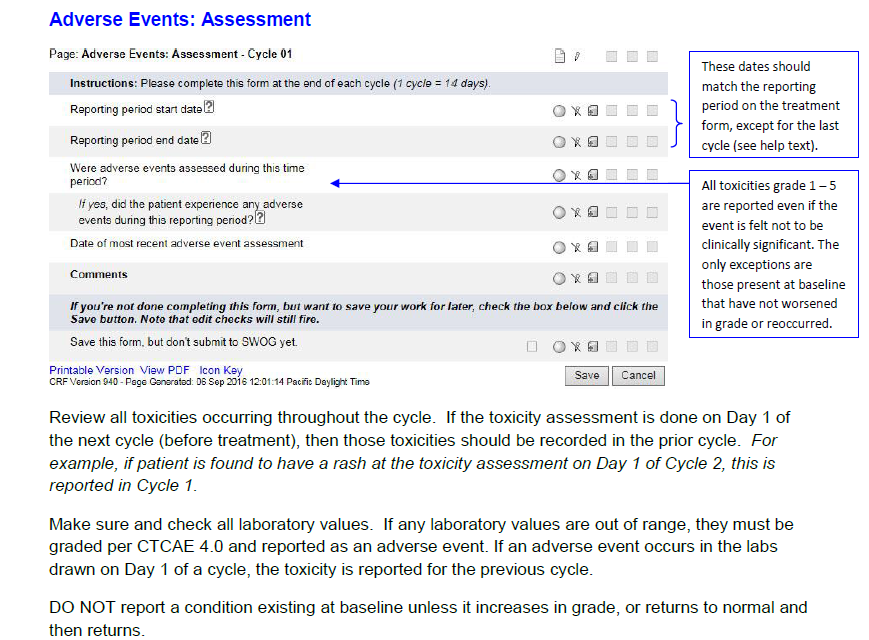 Adverse Events: Assessment
Page: Adverse Events: Assessment - Cycle 01
Instructions: Please complete this form at the end of each cycle (1 cycle = 14 days).
Reporting period start date?
Reporting period end date?
Were adverse events assessed during this time
period?
If yes, did the patient experience any adverse
events during this reporting period?
Date of most recent adverse event assessment
Comments
If you're not done completing this form, but want to save your work for later, check the box below and click the
Save button. Note that edit checks will still fire.
Save this form, but don't submit to SWOG yet.
Printable Version View PDF Icon Key
CRF Version 940 - Page Generated: 06 Sep 2016 12:01:14 Pacific Daylight Time
Save Cancel
These dates should
match the reporting
period on the treatment
form, except for the last
cycle (see help text).
All toxicities grade 1 – 5
are reported even if the
event is felt not to be
clinically significant. The
only exceptions are
those present at baseline
that have not worsened
in grade or reoccurred.
Review all toxicities occurring throughout the cycle. If the toxicity assessment is done on Day 1 of
the next cycle (before treatment), then those toxicities should be recorded in the prior cycle. For
example, if patient is found to have a rash at the toxicity assessment on Day 1 of Cycle 2, this is
reported in Cycle 1.
Make sure and check all laboratory values. If any laboratory values are out of range, they must be
graded per CTCAE 4.0 and reported as an adverse event. If an adverse event occurs in the labs
drawn on Day 1 of a cycle, the toxicity is reported for the previous cycle.
DO NOT report a condition existing at baseline unless it increases in grade, or returns to normal and
then returns.